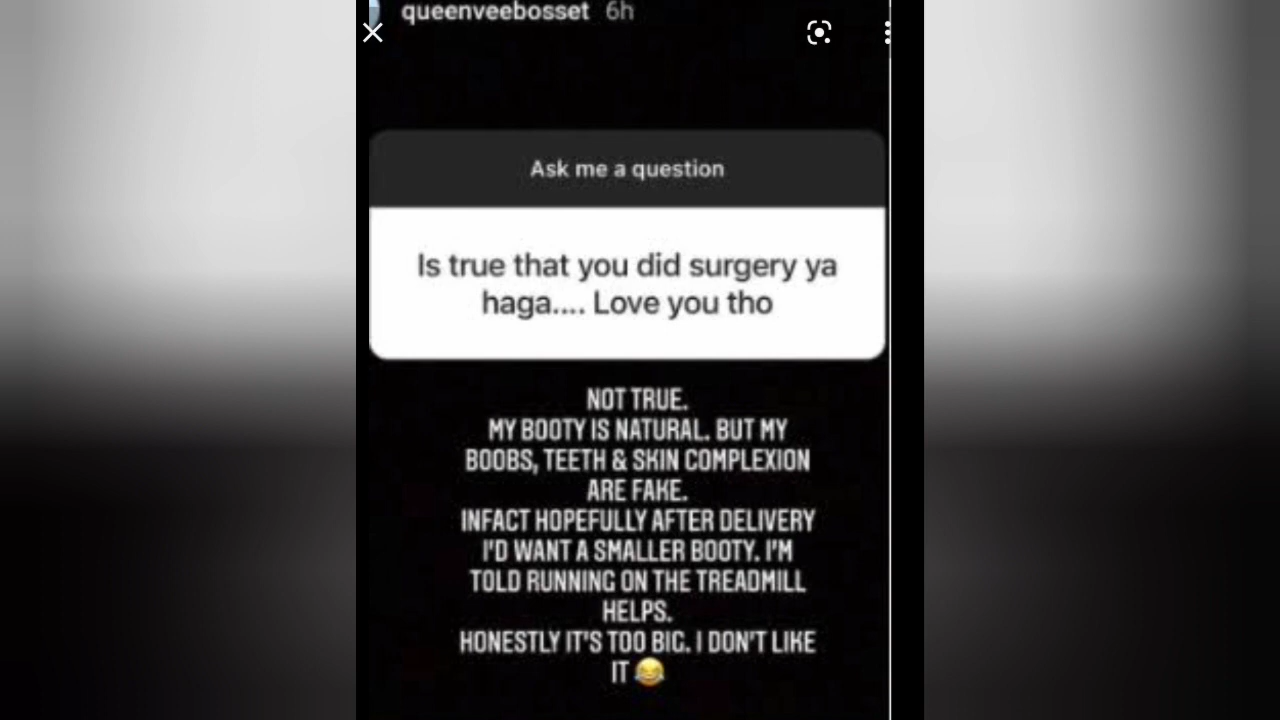 queenveebosset 6h
Ask me a question
Is true that you did surgery ya
haga.... Love you tho
NOT TRUE.
MY BOOTY IS NATURAL. BUT MY
BOOBS, TEETH & SKIN COMPLEXION
ARE FAKE.
INFACT HOPEFULLY AFTER DELIVERY
I'D WANT A SMALLER BOOTY. I'M
TOLD RUNNING ON THE TREADMILL
HELPS.
HONESTLY IT'S TOO BIG. I DON'T LIKE
IT 😂